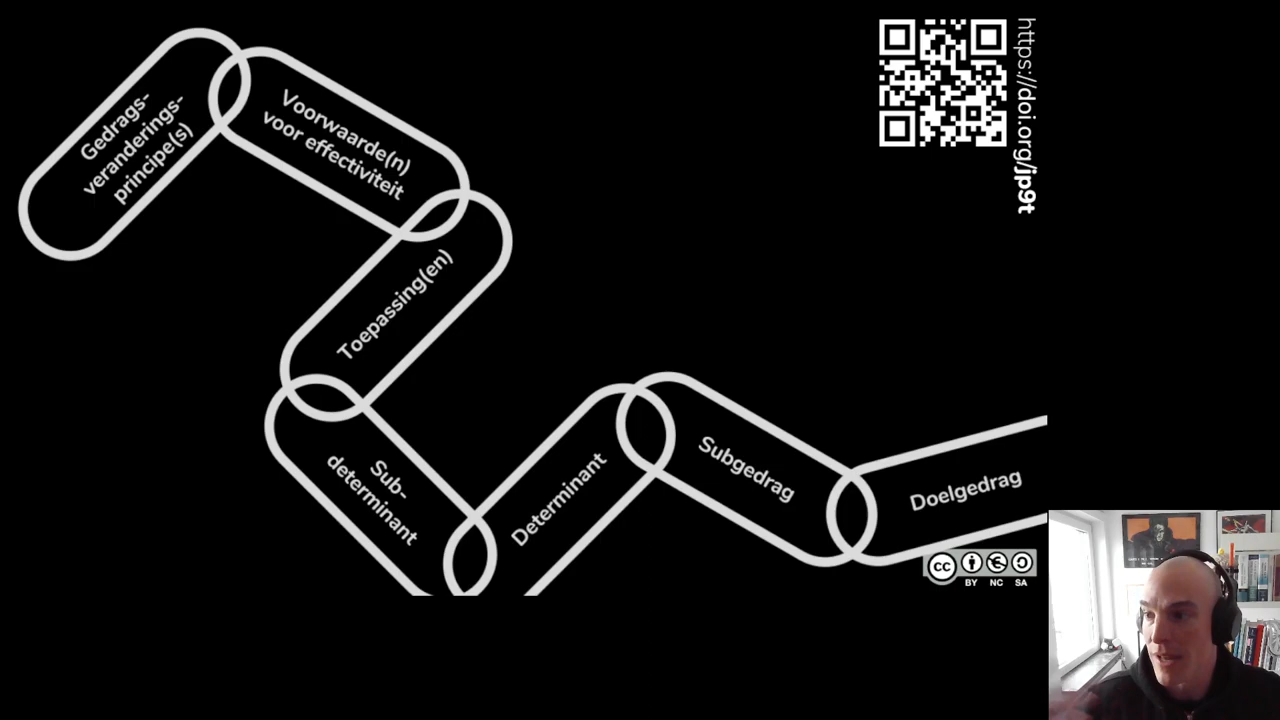 Gedrags-
veranderings-
principe(s)
Voorwaarde(n)
voor effectiviteit
Toepassing(en)
Sub-
determinant
Determinant
Subgedrag
Doelgedrag
https://doi.org/jp9t
cc
BY NC SA